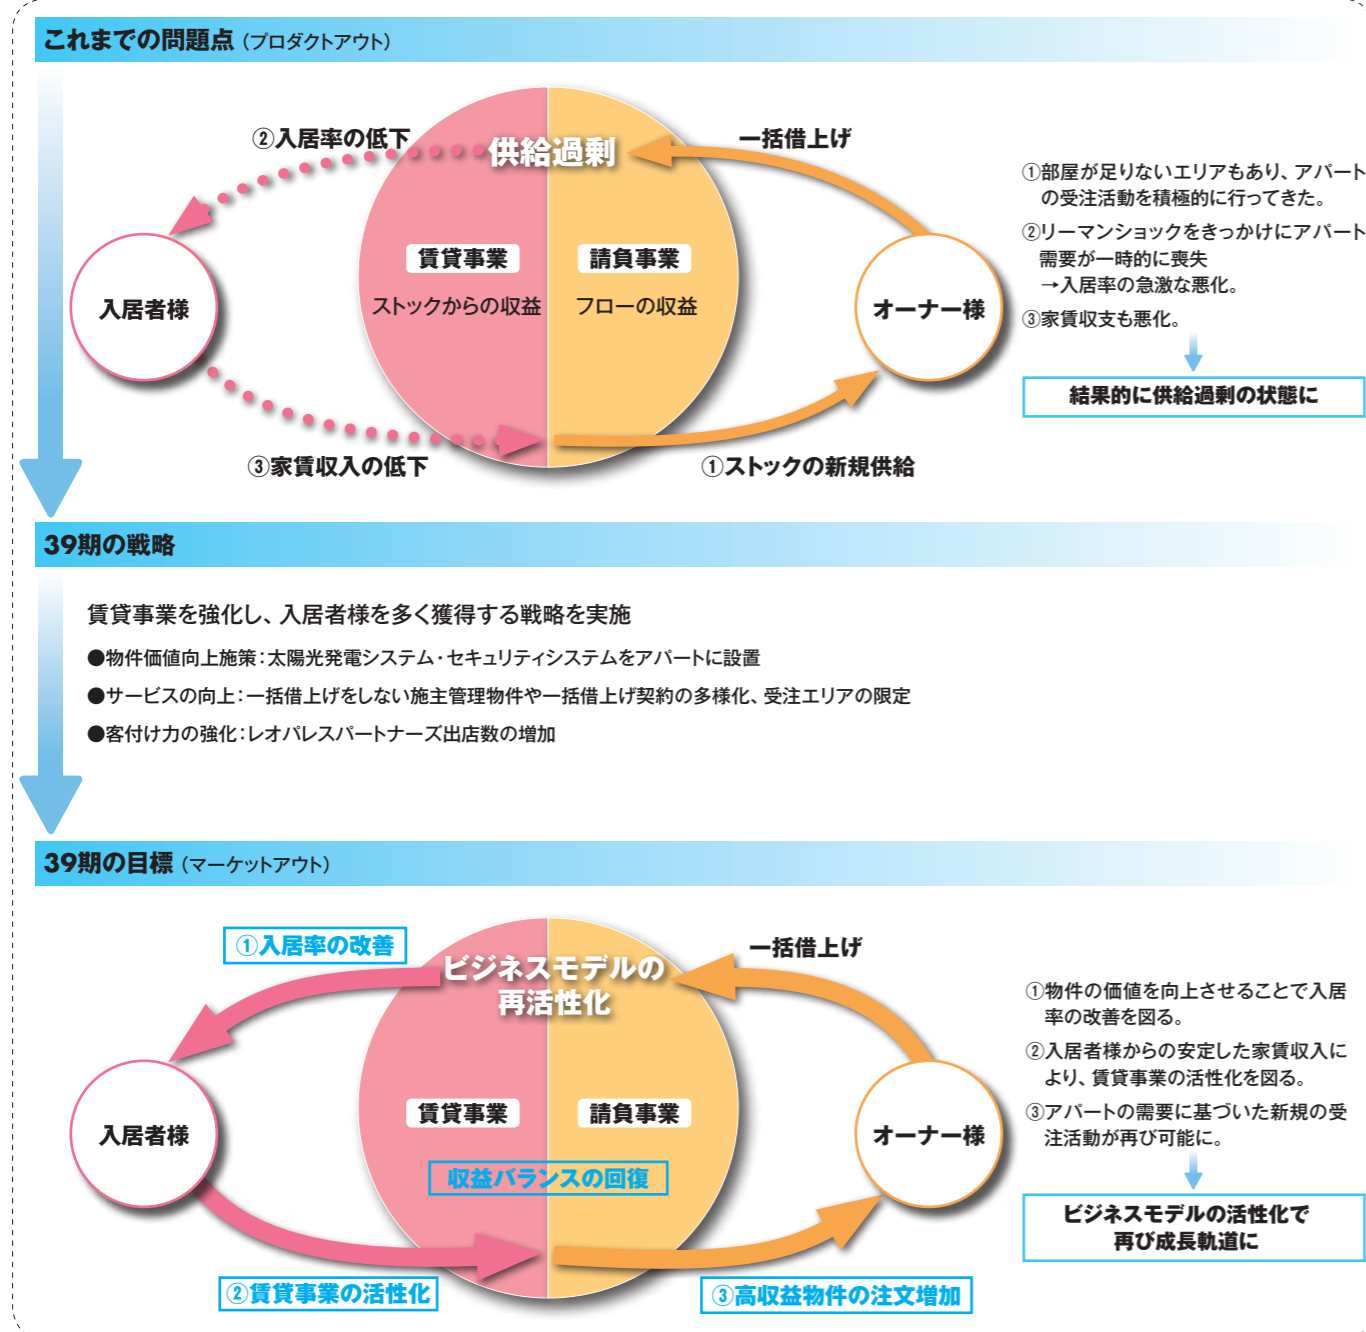 これまでの問題点（プロダクトアウト）
②入居率の低下
供給過剰
一括借上げ
賃貸事業
請負事業
ストックからの収益
フローの収益
入居者様
オーナー様
③家賃収入の低下
①ストックの新規供給
①部屋が足りないエリアもあり、アパート
の受注活動を積極的に行ってきた。
②リーマンショックをきっかけにアパート
需要が一時的に喪失
→入居率の急激な悪化。
③家賃収支も悪化。
結果的に供給過剰の状態に
39期の戦略
賃貸事業を強化し、入居者様を多く獲得する戦略を実施
●物件価値向上施策：太陽光発電システム・セキュリティシステムをアパートに設置
●サービスの向上：一括借上げをしない施主管理物件や一括借上げ契約の多様化、受注エリアの限定
●客付け力の強化：レオパレスパートナーズ出店数の増加
39期の目標（マーケットアウト）
①入居率の改善
ビジネスモデルの
再活性化
一括借上げ
賃貸事業
請負事業
収益バランスの回復
入居者様
オーナー様
②賃貸事業の活性化
③高収益物件の注文増加
①物件の価値を向上させることで入居
率の改善を図る。
②入居者様からの安定した家賃収入に
より、賃貸事業の活性化を図る。
③アパートの需要に基づいた新規の受
注活動が再び可能に。
ビジネスモデルの活性化で
再び成長軌道に